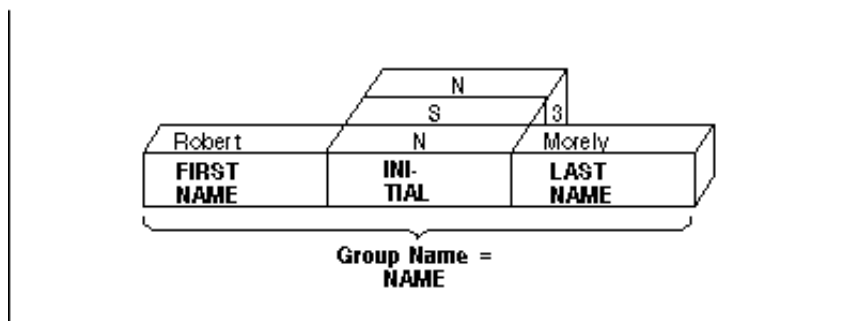 N
S 3
Robert N Morely
FIRST INI- LAST
NAME TIAL NAME
Group Name =
NAME